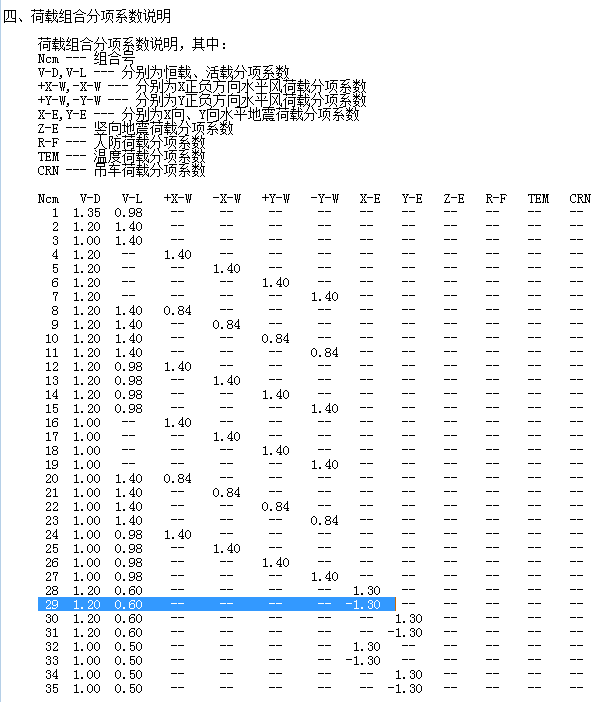 四、荷载组合分项系数说明
荷载组合分项系数说明，其中：
Ncm --- 组合号
V-D,V-L --- 分别为恒载、活载分项系数
+X-W,-X-W --- 分别为X正负方向水平风荷载分项系数
+Y-W,-Y-W --- 分别为Y正负方向水平风荷载分项系数
X-E,Y-E --- 分别为X向、Y向水平地震荷载分项系数
Z-E --- 竖向地震荷载分项系数
R-F --- 人防荷载分项系数
TEM --- 温度荷载分项系数
CRN --- 吊车荷载分项系数
Ncm V-D V-L +X-W -X-W +Y-W -Y-W X-E Y-E Z-E R-F TEM CRN
1 1.35 0.98 -- -- -- -- -- -- -- -- -- --
2 1.20 1.40 -- -- -- -- -- -- -- -- -- --
3 1.00 1.40 -- -- -- -- -- -- -- -- -- --
4 1.20 -- 1.40 -- -- -- -- -- -- -- -- --
5 1.20 -- -- 1.40 -- -- -- -- -- -- -- --
6 1.20 -- -- -- 1.40 -- -- -- -- -- -- --
7 1.20 -- -- -- -- 1.40 -- -- -- -- -- --
8 1.20 1.40 0.84 -- -- -- -- -- -- -- -- --
9 1.20 1.40 -- 0.84 -- -- -- -- -- -- -- --
10 1.20 1.40 -- -- 0.84 -- -- -- -- -- -- --
11 1.20 1.40 -- -- -- 0.84 -- -- -- -- -- --
12 1.20 0.98 1.40 -- -- -- -- -- -- -- -- --
13 1.20 0.98 -- 1.40 -- -- -- -- -- -- -- --
14 1.20 0.98 -- -- 1.40 -- -- -- -- -- -- --
15 1.20 0.98 -- -- -- 1.40 -- -- -- -- -- --
16 1.00 -- 1.40 -- -- -- -- -- -- -- -- --
17 1.00 -- -- 1.40 -- -- -- -- -- -- -- --
18 1.00 -- -- -- 1.40 -- -- -- -- -- -- --
19 1.00 -- -- -- -- 1.40 -- -- -- -- -- --
20 1.00 1.40 0.84 -- -- -- -- -- -- -- -- --
21 1.00 1.40 -- 0.84 -- -- -- -- -- -- -- --
22 1.00 1.40 -- -- 0.84 -- -- -- -- -- -- --
23 1.00 1.40 -- -- -- 0.84 -- -- -- -- -- --
24 1.00 0.98 1.40 -- -- -- -- -- -- -- -- --
25 1.00 0.98 -- 1.40 -- -- -- -- -- -- -- --
26 1.00 0.98 -- -- 1.40 -- -- -- -- -- -- --
27 1.00 0.98 -- -- -- 1.40 -- -- -- -- -- --
28 1.20 0.60 -- -- -- -- 1.30 -- -- -- -- --
29 1.20 0.60 -- -- -- -- -1.30 -- -- -- -- --
30 1.20 0.60 -- -- -- -- -- 1.30 -- -- -- --
31 1.20 0.60 -- -- -- -- -- -1.30 -- -- -- --
32 1.00 0.50 -- -- -- -- 1.30 -- -- -- -- --
33 1.00 0.50 -- -- -- -- -1.30 -- -- -- -- --
34 1.00 0.50 -- -- -- -- -- 1.30 -- -- -- --
35 1.00 0.50 -- -- -- -- -- -1.30 -- -- -- --